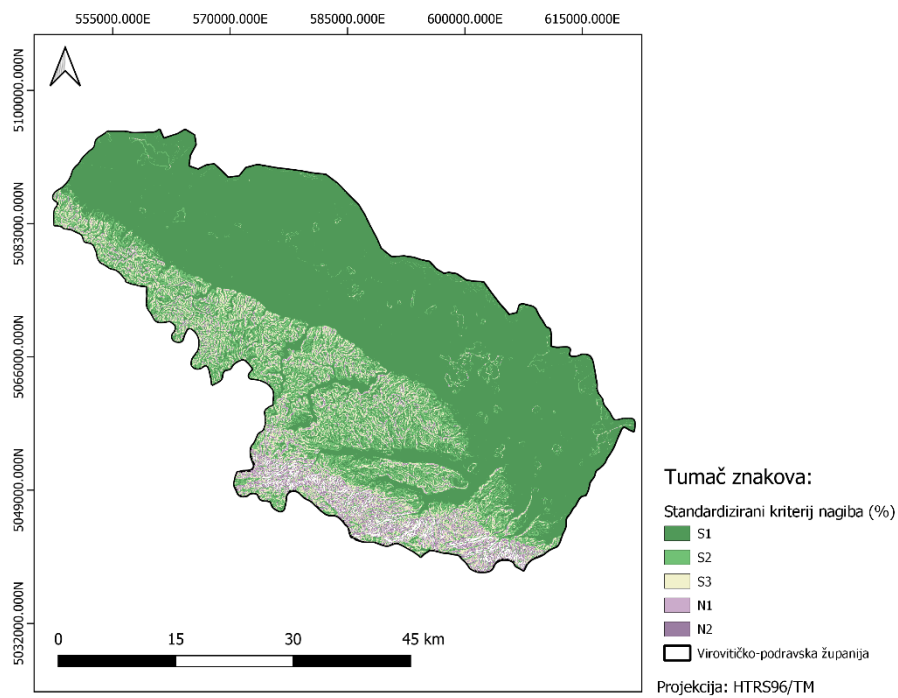 555000.000E 570000.000E 585000.000E 600000.000E 615000.000E
5100000.000N
5083000.000N
5066000.000N
5049000.000N
5032000.000N
Tumač znakova:
Standardizirani kriterij nagiba (%)
S1
S2
S3
N1
N2
Virovitičko-podravska županija
0 15 30 45 km
Projekcija: HTRS96/TM